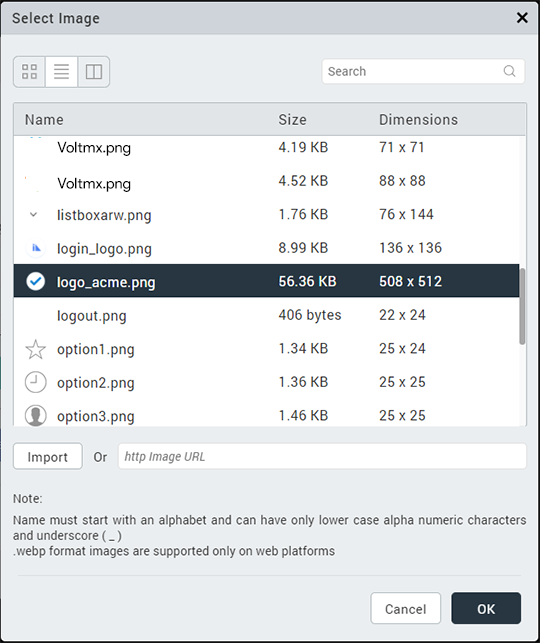 Select Image
Search
Name Size Dimensions
Voltmx.png 4.19 KB 71 x 71
Voltmx.png 4.52 KB 88 x 88
listboxarw.png 1.76 KB 76 x 144
login_logo.png 8.99 KB 136 x 136
logo_acme.png 56.36 KB 508 x 512
logout.png 406 bytes 22 x 24
option1.png 1.34 KB 25 x 24
option2.png 1.36 KB 25 x 25
option3.png 1.46 KB 25 x 25
Import Or http Image URL
Note:
Name must start with an alphabet and can have only lower case alpha numeric characters
and underscore ( _ )
.webp format images are supported only on web platforms
Cancel OK